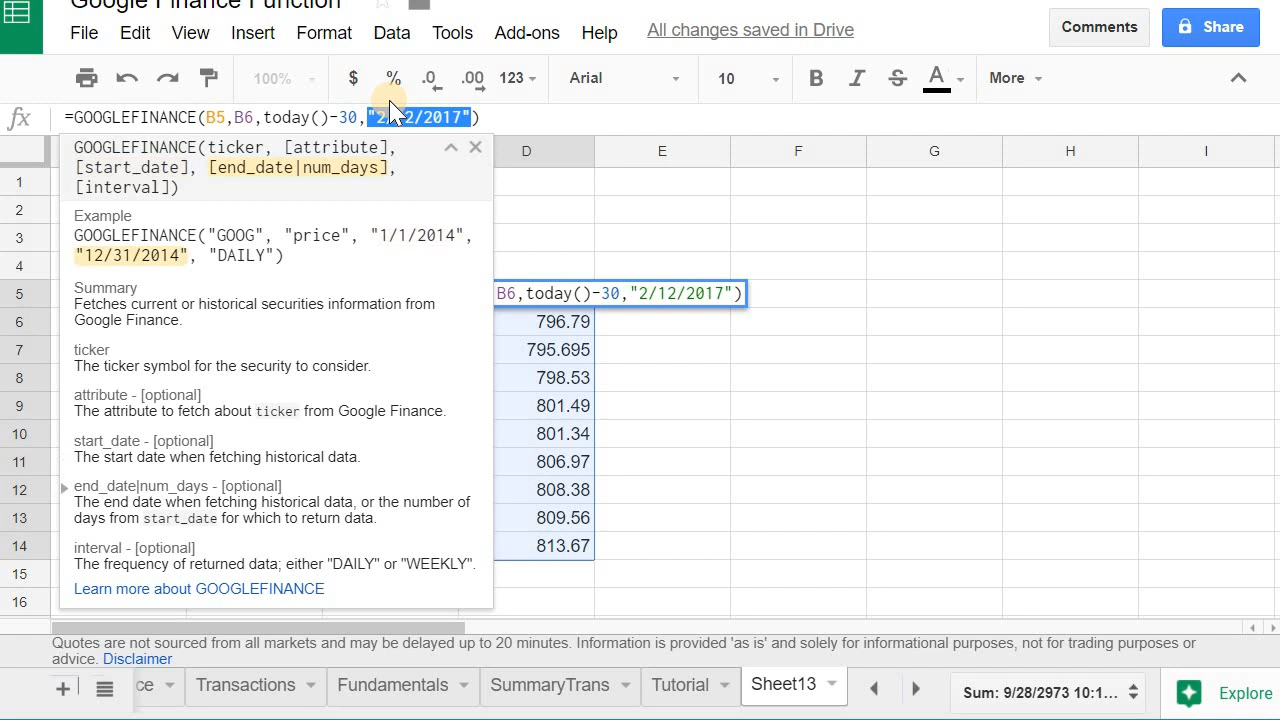 Google Finance Function
File Edit View Insert Format Data Tools Add-ons Help All changes saved in Drive
Comments Share
100% $ % .0 .00 123 Arial 10 B I S A More
fx =GOOGLEFINANCE(B5,B6,today()-30,"2/12/2017")
GOOGLEFINANCE(ticker, [attribute],
[start_date], [end_date|num_days],
[interval])
D E F G H I
1
2
3
4
5
6
7
8
9
10
11
12
13
14
15
16
Example
GOOGLEFINANCE("GOOG", "price", "1/1/2014",
"12/31/2014", "DAILY")
Summary
Fetches current or historical securities information from
Google Finance.
ticker
The ticker symbol for the security to consider.
attribute - [optional]
The attribute to fetch about ticker from Google Finance.
start_date - [optional]
The start date when fetching historical data.
end_date|num_days - [optional]
The end date when fetching historical data, or the number of
days from start_date for which to return data.
interval - [optional]
The frequency of returned data; either "DAILY" or "WEEKLY".
Learn more about GOOGLEFINANCE
B6,today()-30,"2/12/2017")
796.79
795.695
798.53
801.49
801.34
806.97
808.38
809.56
813.67
Quotes are not sourced from all markets and may be delayed up to 20 minutes. Information is provided 'as is' and solely for informational purposes, not for trading purposes or
advice. Disclaimer
ce Transactions Fundamentals SummaryTrans Tutorial Sheet13 Sum: 9/28/2973 10:1... Explore